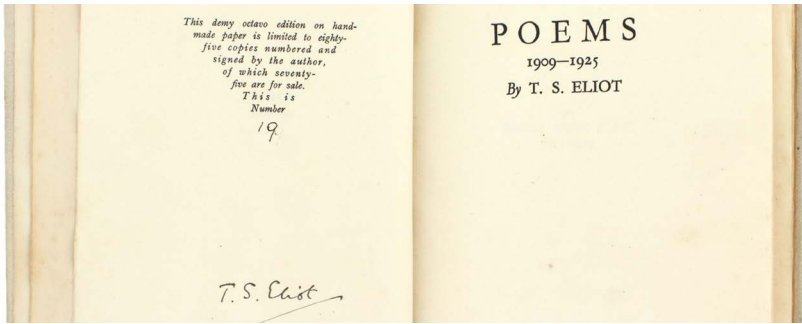 This demy octavo edition on hand-
made paper is limited to eighty-
five copies numbered and
signed by the author,
of which seventy-
five are for sale.
This is
Number
19
T. S. Eliot
POEMS
1909—1925
By T. S. ELIOT